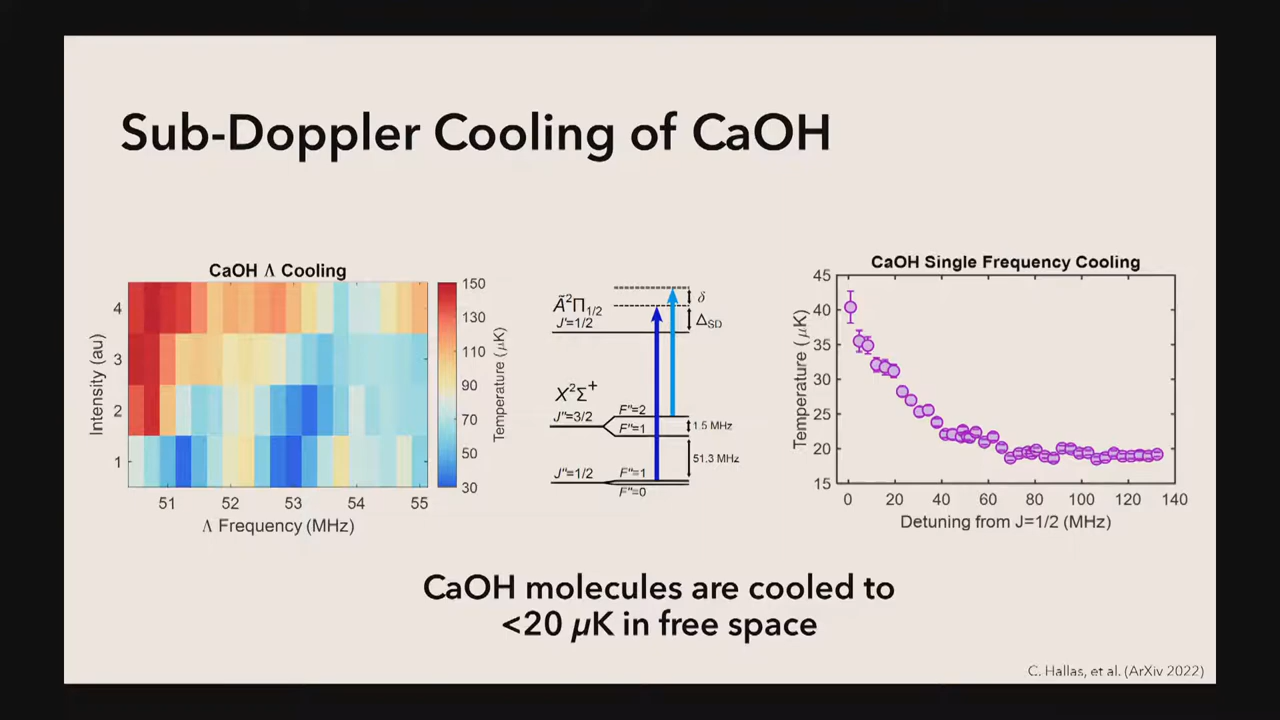 Sub-Doppler Cooling of CaOH
CaOH Λ Cooling
4
3
2
1
Intensity (au)
51
52
53
54
55
Λ Frequency (MHz)
150
130
110
90
70
50
30
Temperature (μK)
òA²Π1/2
J'=1/2
δ
ΔSD
X²Σ⁺
J"=3/2
F"=2
F"=1
1.5 MHz
51.3 MHz
J"=1/2
F"=1
F"=0
CaOH Single Frequency Cooling
45
40
35
30
25
20
15
Temperature (μK)
0
20
40
60
80
100
120
140
Detuning from J=1/2 (MHz)
CaOH molecules are cooled to
<20 μK in free space
C. Hallas, et al. (ArXiv 2022)